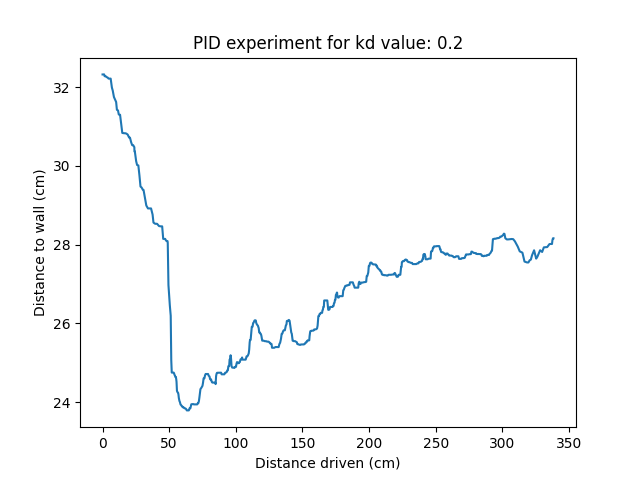 PID experiment for kd value: 0.2
32
30
28
26
24
Distance to wall (cm)
0 50 100 150 200 250 300 350
Distance driven (cm)